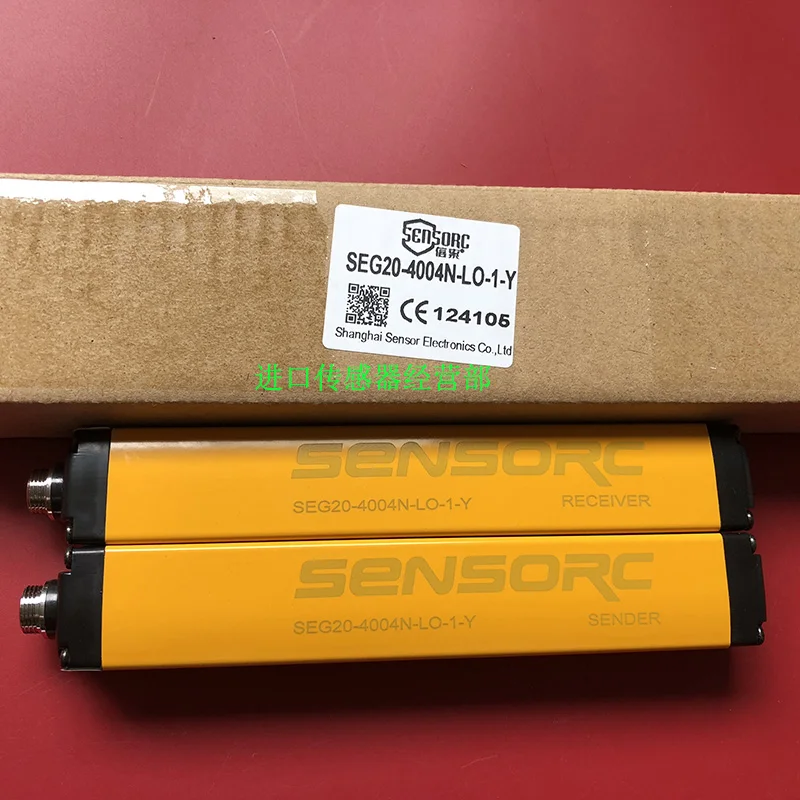 SENSORC
信索
SEG20-4004N-LO-1-Y
CE 124105
Shanghai Sensor Electronics Co.,Ltd
进口传感器经营部
SENSORC
SEG20-4004N-LO-1-Y RECEIVER
SENSORC
SEG20-4004N-LO-1-Y SENDER